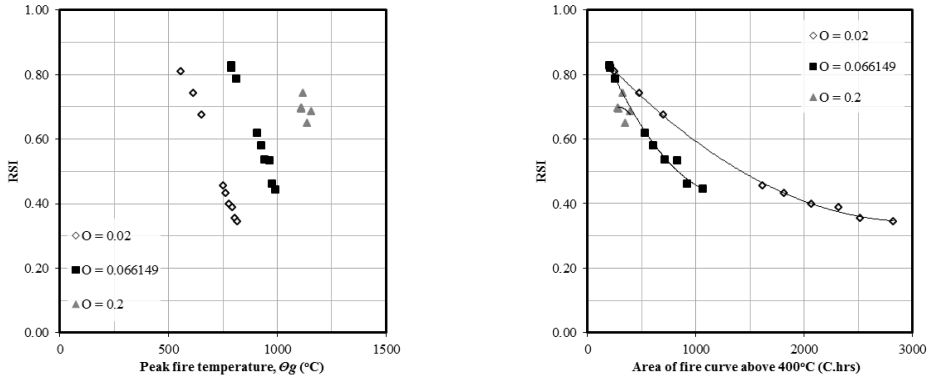 1.00
0.80
0.60
0.40
0.20
0.00
RSI
O = 0.02
O = 0.066149
O = 0.2
0
500
1000
1500
Peak fire temperature, Θg (°C)
1.00
0.80
0.60
0.40
0.20
0.00
RSI
O = 0.02
O = 0.066149
O = 0.2
0
1000
2000
3000
Area of fire curve above 400°C (C.hrs)